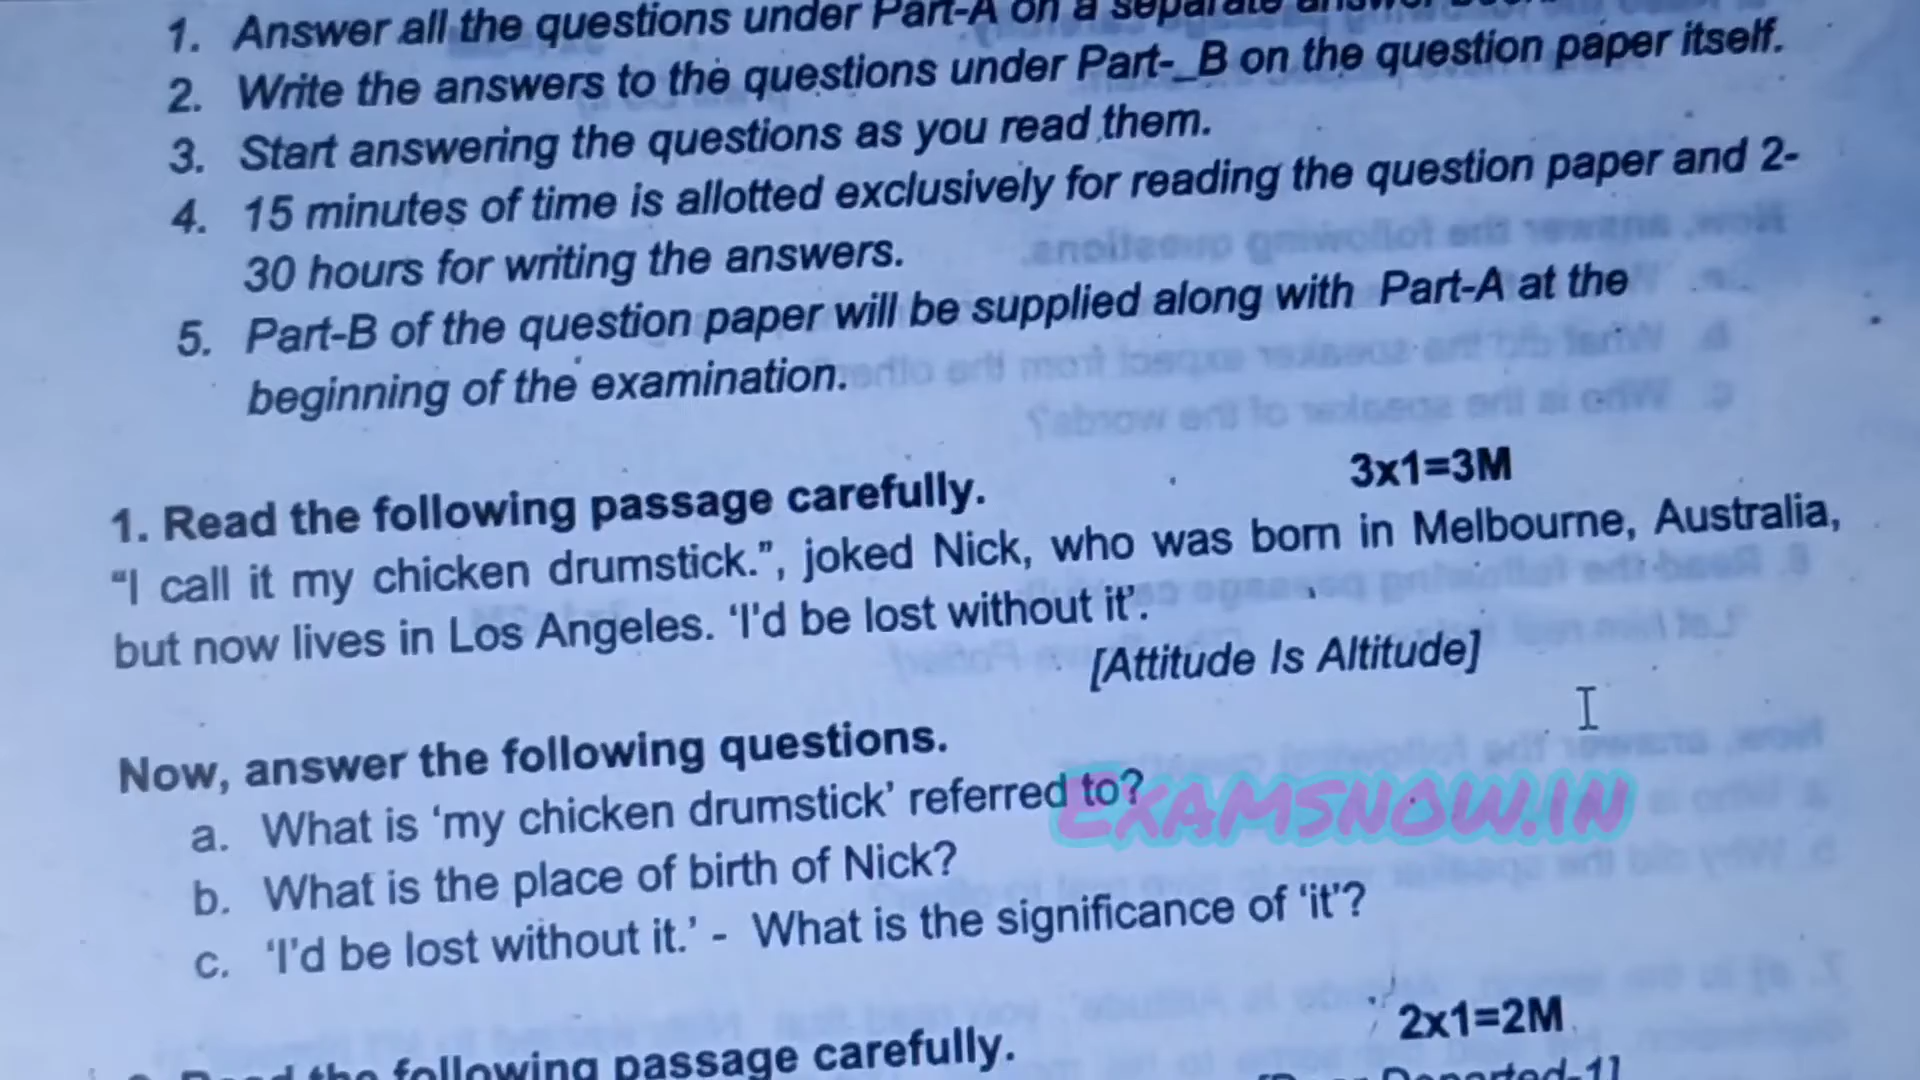 1. Answer all the questions under Part-A on a separate answer
2. Write the answers to the questions under Part-_B on the question paper itself.
3. Start answering the questions as you read them.
4. 15 minutes of time is allotted exclusively for reading the question paper and 2-
30 hours for writing the answers.
5. Part-B of the question paper will be supplied along with Part-A at the
beginning of the examination.
3x1=3M
1. Read the following passage carefully.
“I call it my chicken drumstick.”, joked Nick, who was born in Melbourne, Australia,
but now lives in Los Angeles. ‘I'd be lost without it’.
[Attitude Is Altitude]
Now, answer the following questions.
a. What is ‘my chicken drumstick’ referred to?
EXAMSNOW.IN
b. What is the place of birth of Nick?
c. ‘I’d be lost without it.’ - What is the significance of ‘it’?
2x1=2M
the following passage carefully.
Departed-1]